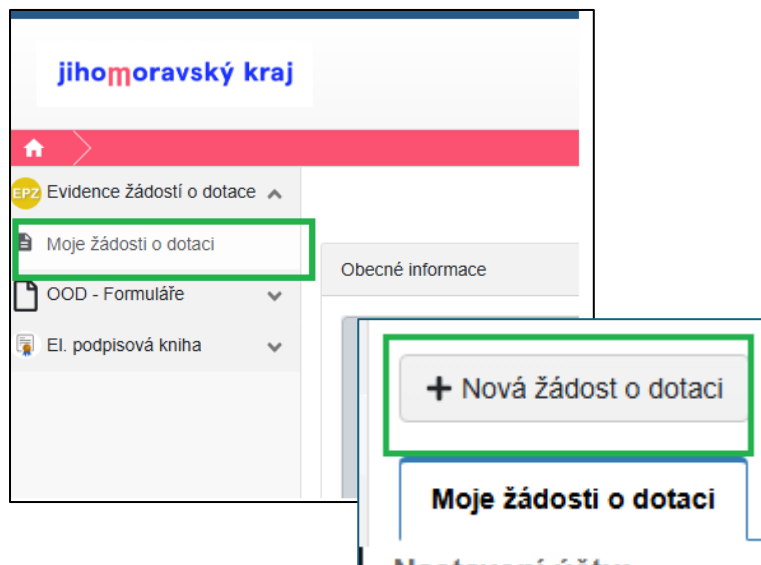 jihomoravský kraj
EPZ Evidence žádostí o dotace
Moje žádosti o dotaci
OOD - Formuláře
El. podpisová kniha
Obecné informace
+ Nová žádost o dotaci
Moje žádosti o dotaci